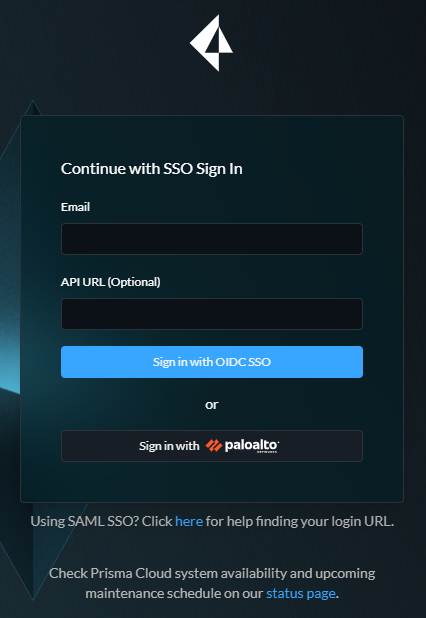 Continue with SSO Sign In
Email
API URL (Optional)
Sign in with OIDC SSO
or
Sign in with paloalto NETWORKS
Using SAML SSO? Click here for help finding your login URL.
Check Prisma Cloud system availability and upcoming
maintenance schedule on our status page.